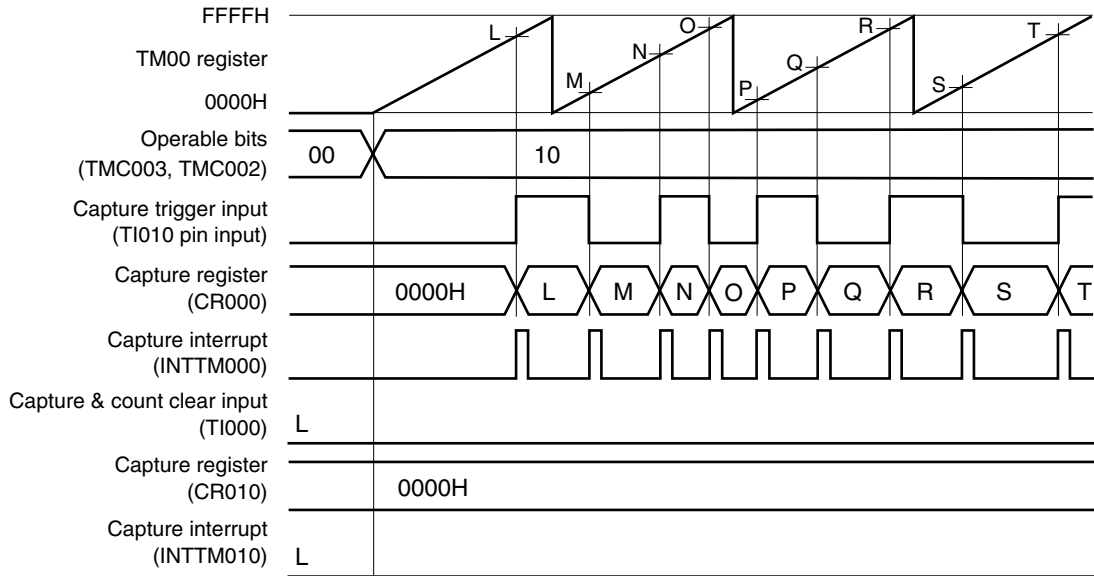 FFFFH
TM00 register
0000H
L M N O P Q R S T
Operable bits
(TMC003, TMC002)
00 10
Capture trigger input
(TI010 pin input)
Capture register
(CR000)
0000H L M N O P Q R S T
Capture interrupt
(INTTM000)
Capture & count clear input
(TI000)
L
Capture register
(CR010)
0000H
Capture interrupt
(INTTM010)
L